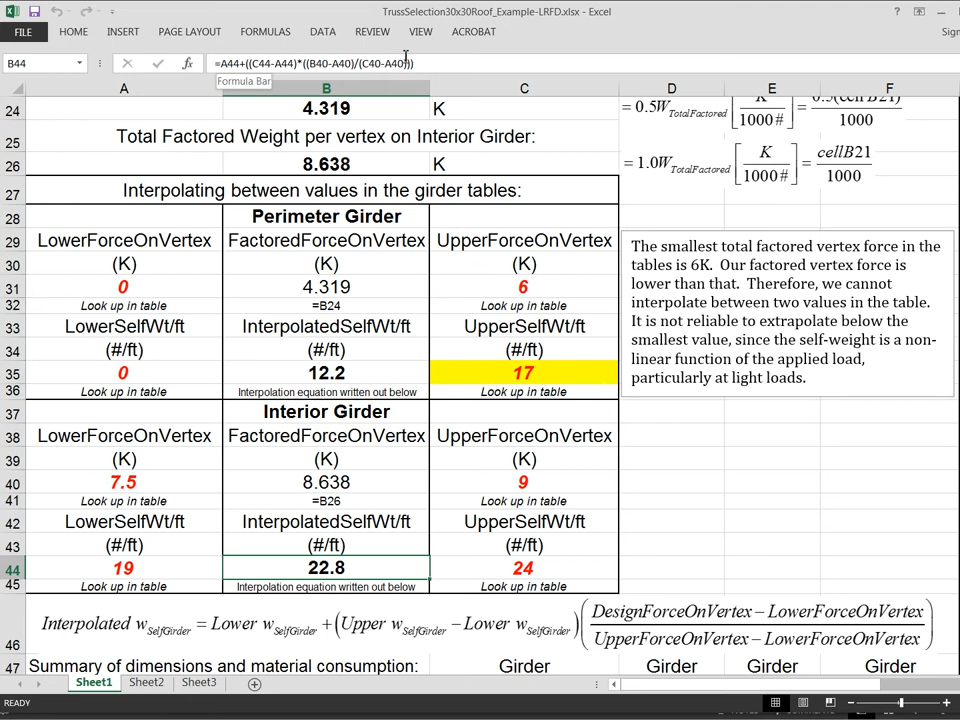 TrussSelection30x30Roof_Example-LRFD.xlsx - Excel
FILE HOME INSERT PAGE LAYOUT FORMULAS DATA REVIEW VIEW ACROBAT Sign
B44 fx =A44+((C44-A44)*((B40-A40)/(C40-A40)))
Formula Bar
A B C D E F
24 4.319 K
= 0.5W TotalFactored [K / 1000 #] = 0.5(cell B21) / 1000
25 Total Factored Weight per vertex on Interior Girder:
26 8.638 K
= 1.0W TotalFactored [K / 1000 #] = cellB21 / 1000
27 Interpolating between values in the girder tables:
28 Perimeter Girder
29 LowerForceOnVertex FactoredForceOnVertex UpperForceOnVertex
30 (K) (K) (K)
31 0 4.319 6
32 Look up in table =B24 Look up in table
33 LowerSelfWt/ft InterpolatedSelfWt/ft UpperSelfWt/ft
34 (#/ft) (#/ft) (#/ft)
35 0 12.2 17
36 Look up in table Interpolation equation written out below Look up in table
The smallest total factored vertex force in the
tables is 6K. Our factored vertex force is
lower than that. Therefore, we cannot
interpolate between two values in the table.
It is not reliable to extrapolate below the
smallest value, since the self-weight is a non-
linear function of the applied load,
particularly at light loads.
37 Interior Girder
38 LowerForceOnVertex FactoredForceOnVertex UpperForceOnVertex
39 (K) (K) (K)
40 7.5 8.638 9
41 Look up in table =B26 Look up in table
42 LowerSelfWt/ft InterpolatedSelfWt/ft UpperSelfWt/ft
43 (#/ft) (#/ft) (#/ft)
44 19 22.8 24
45 Look up in table Interpolation equation written out below Look up in table
46 Interpolated w SelfGirder = Lower w SelfGirder + (Upper w SelfGirder − Lower w SelfGirder) (DesignForceOnVertex − LowerForceOnVertex / UpperForceOnVertex − LowerForceOnVertex)
47 Summary of dimensions and material consumption: Girder Girder Girder Girder
Sheet1 Sheet2 Sheet3
READY